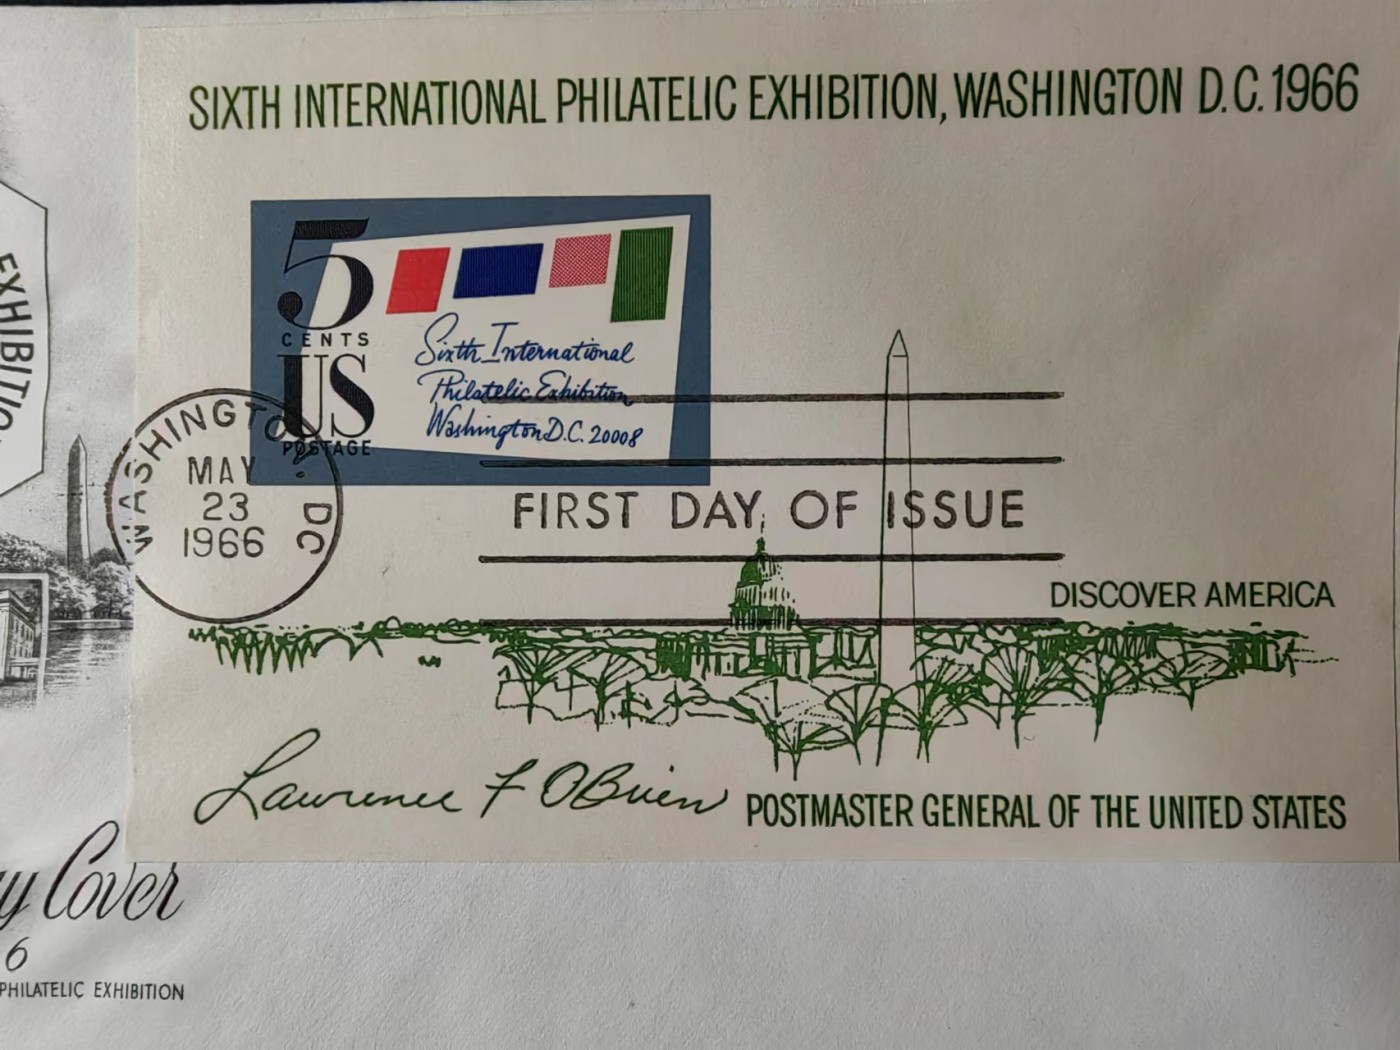 SIXTH INTERNATIONAL PHILATELIC EXHIBITION, WASHINGTON D.C. 1966
5
CENTS
US
POSTAGE
Sixth International
Philatelic Exhibition
Washington D.C. 20008
WASHINGTON, DC
MAY
23
1966
FIRST DAY OF ISSUE
DISCOVER AMERICA
Lawrence F O'Brien
POSTMASTER GENERAL OF THE UNITED STATES
Cover
6
PHILATELIC EXHIBITION